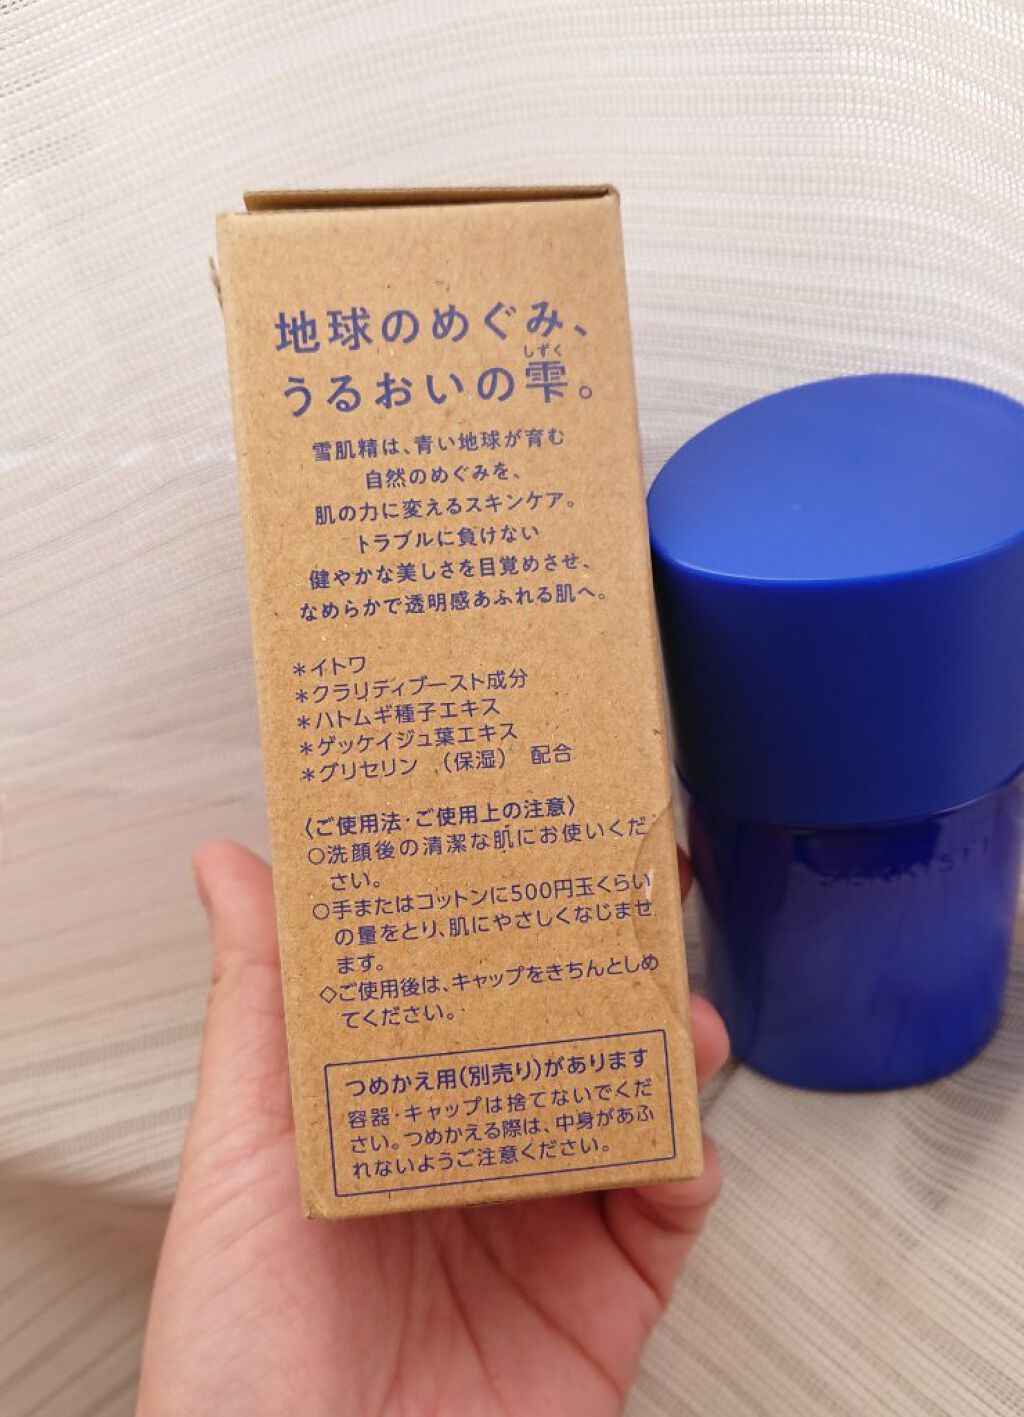 地球のめぐみ、
しずく
うるおいの雫。
雪肌精は、青い地球が育む
自然のめぐみを、
肌の力に変えるスキンケア。
トラブルに負けない
健やかな美しさを目覚めさせ、
なめらかで透明感あふれる肌へ。
＊イトワ
＊クラリティブースト成分
＊ハトムギ種子エキス
＊ゲッケイジュ葉エキス
＊グリセリン （保湿） 配合
〈ご使用法・ご使用上の注意〉
○洗顔後の清潔な肌にお使いくだ
さい。
○手またはコットンに500円玉くらい
の量をとり、肌にやさしくなじませ
ます。
◇ご使用後は、キャップをきちんとしめ
てください。
つめかえ用(別売り)があります
容器・キャップは捨てないでくだ
さい。つめかえる際は、中身があふ
れないようご注意ください。